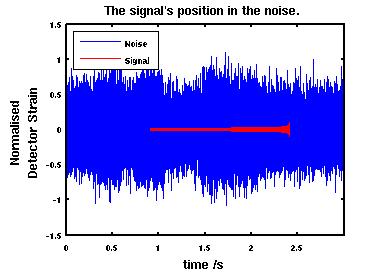 The signal's position in the noise.
1.5
Noise
Signal
1
0.5
0
-0.5
-1
-1.5
Normalised
Detector Strain
0 0.5 1 1.5 2 2.5
time /s